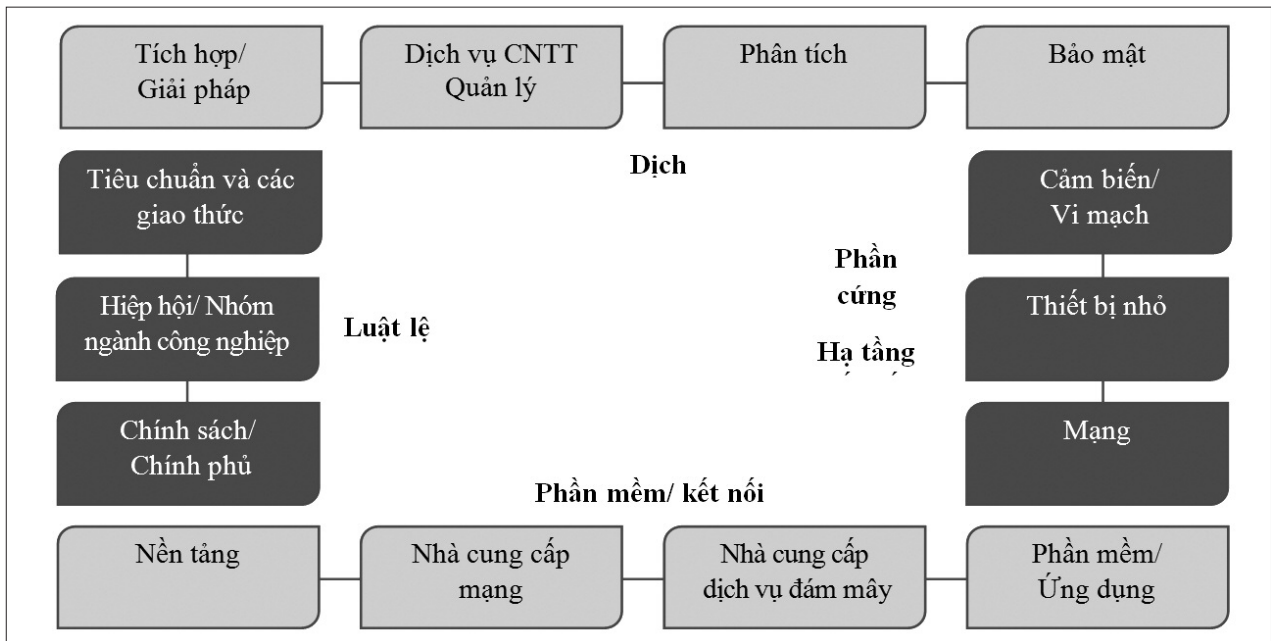 Tích hợp/
Giải pháp
Dịch vụ CNTT
Quản lý
Phân tích
Bảo mật
Dịch
Tiêu chuẩn và các
giao thức
Cảm biến/
Vi mạch
Phần
cứng
Hiệp hội/ Nhóm
ngành công nghiệp
Luật lệ
Thiết bị nhỏ
Hạ tầng
Chính sách/
Chính phủ
Mạng
Phần mềm/ kết nối
Nền tảng
Nhà cung cấp
mạng
Nhà cung cấp
dịch vụ đám mây
Phần mềm/
Ứng dụng